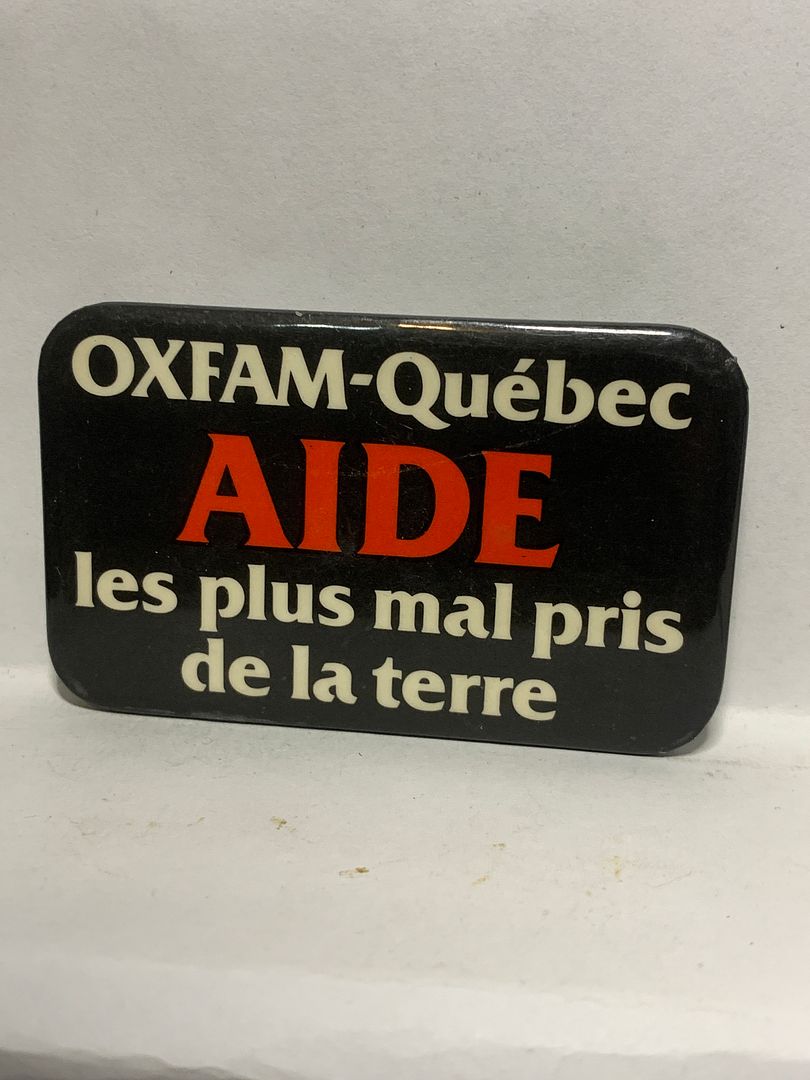 OXFAM-Québec
AIDE
les plus mal pris
de la terre